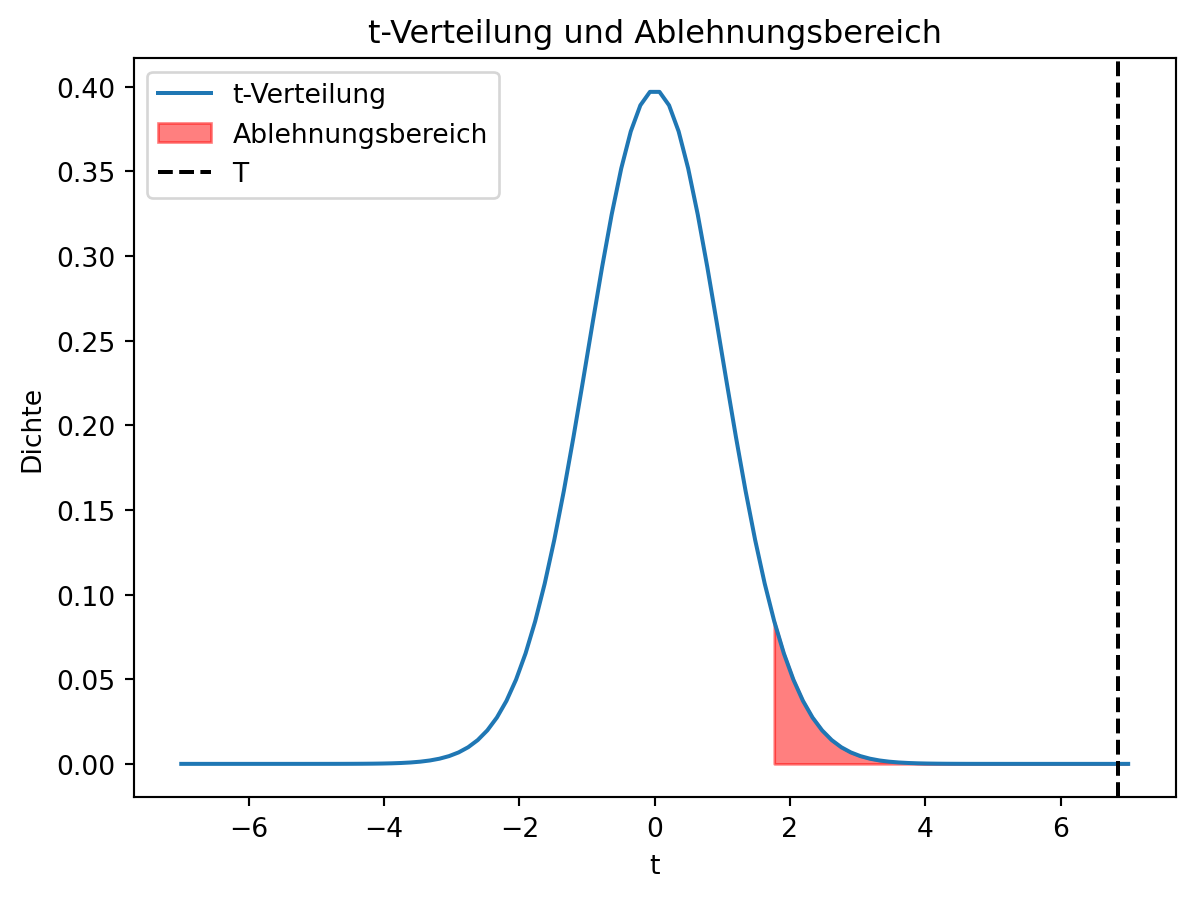 t-Verteilung und Ablehnungsbereich
t-Verteilung
Ablehnungsbereich
T
0.40
0.35
0.30
0.25
0.20
0.15
0.10
0.05
0.00
Dichte
−6
−4
−2
0
2
4
6
t